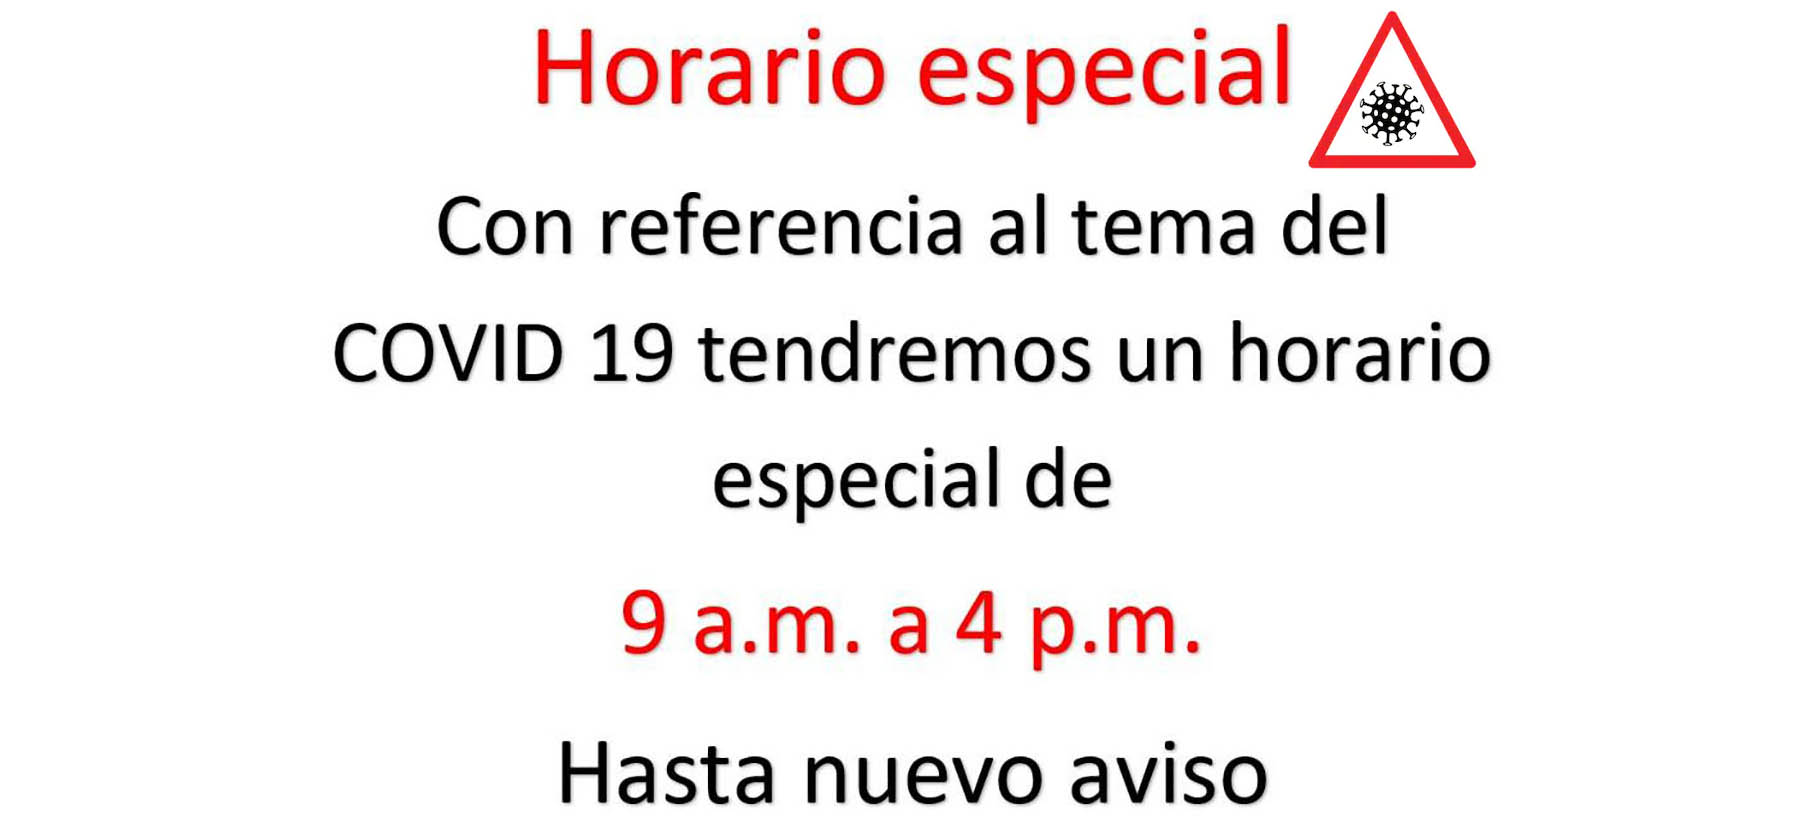 Horario especial
Con referencia al tema del
COVID 19 tendremos un horario
especial de
9 a.m. a 4 p.m.
Hasta nuevo aviso